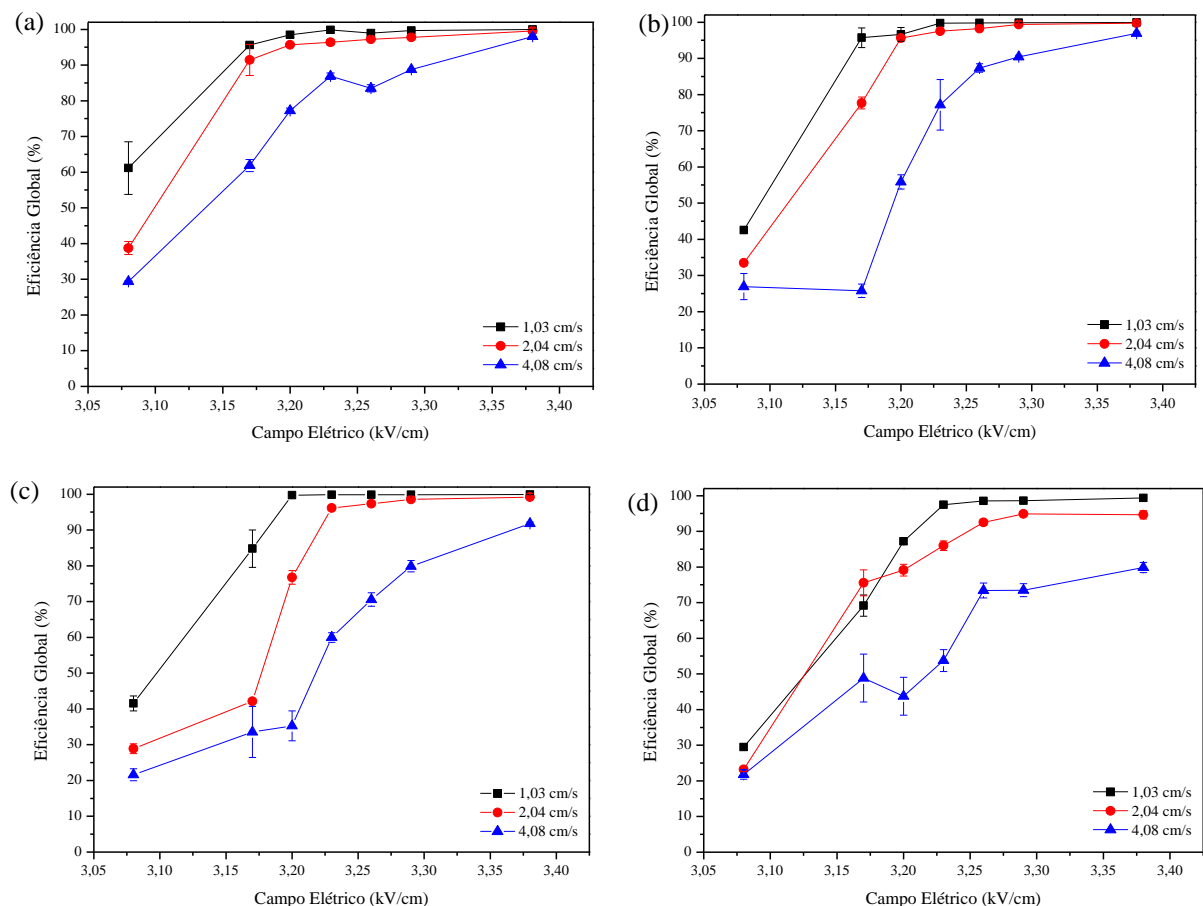 (a)
Eficiência Global (%)
100
90
80
70
60
50
40
30
20
10
0
3,05 3,10 3,15 3,20 3,25 3,30 3,35 3,40
Campo Elétrico (kV/cm)
1,03 cm/s
2,04 cm/s
4,08 cm/s
(b)
Eficiência Global (%)
100
90
80
70
60
50
40
30
20
10
0
3,05 3,10 3,15 3,20 3,25 3,30 3,35 3,40
Campo Elétrico (kV/cm)
1,03 cm/s
2,04 cm/s
4,08 cm/s
(c)
Eficiência Global (%)
100
90
80
70
60
50
40
30
20
10
0
3,05 3,10 3,15 3,20 3,25 3,30 3,35 3,40
Campo Elétrico (kV/cm)
1,03 cm/s
2,04 cm/s
4,08 cm/s
(d)
Eficiência Global (%)
100
90
80
70
60
50
40
30
20
10
0
3,05 3,10 3,15 3,20 3,25 3,30 3,35 3,40
Campo Elétrico (kV/cm)
1,03 cm/s
2,04 cm/s
4,08 cm/s